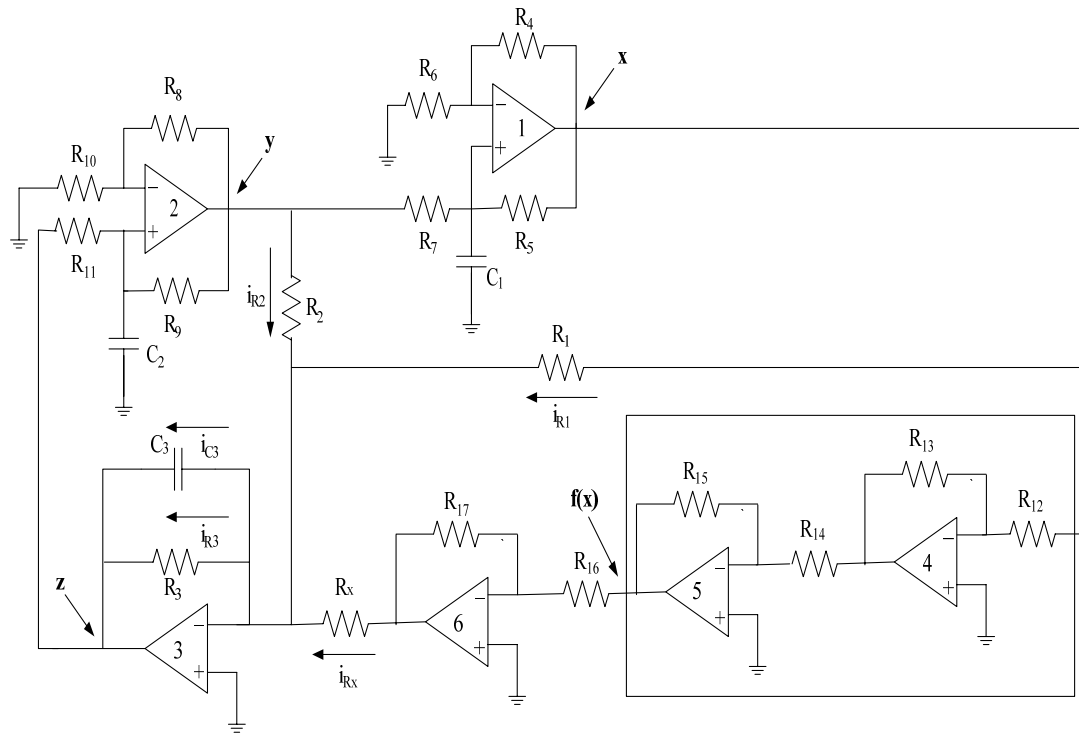 R4
R6
x
−
1
+
R8
y
R10
−
2
+
R11
R7
R5
C1
iR2
R2
R9
C2
R1
iR1
C3
iC3
iR3
R3
z
−
3
+
Rx
iRx
R17
−
6
+
R16
f(x)
R15
−
5
+
R14
R13
−
4
+
R12